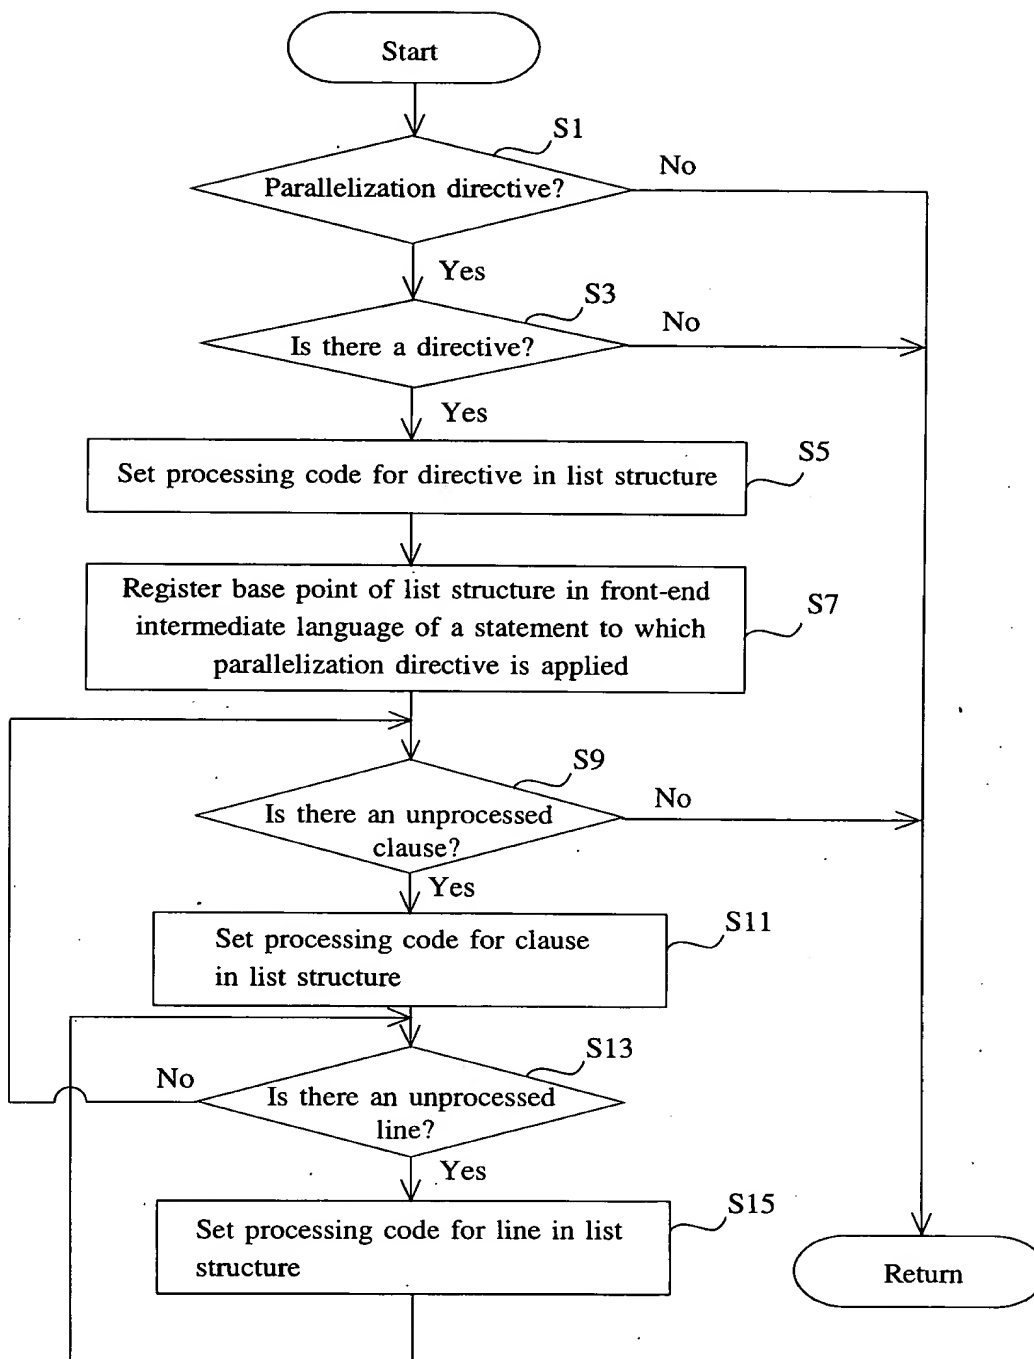 Start
S1
Parallelization directive?
No
Yes
S3
Is there a directive?
No
Yes
S5
Set processing code for directive in list structure
Register base point of list structure in front-end
intermediate language of a statement to which
parallelization directive is applied
S7
S9
Is there an unprocessed
clause?
No
Yes
S11
Set processing code for clause
in list structure
S13
No
Is there an unprocessed
line?
Yes
S15
Set processing code for line in list
structure
Return